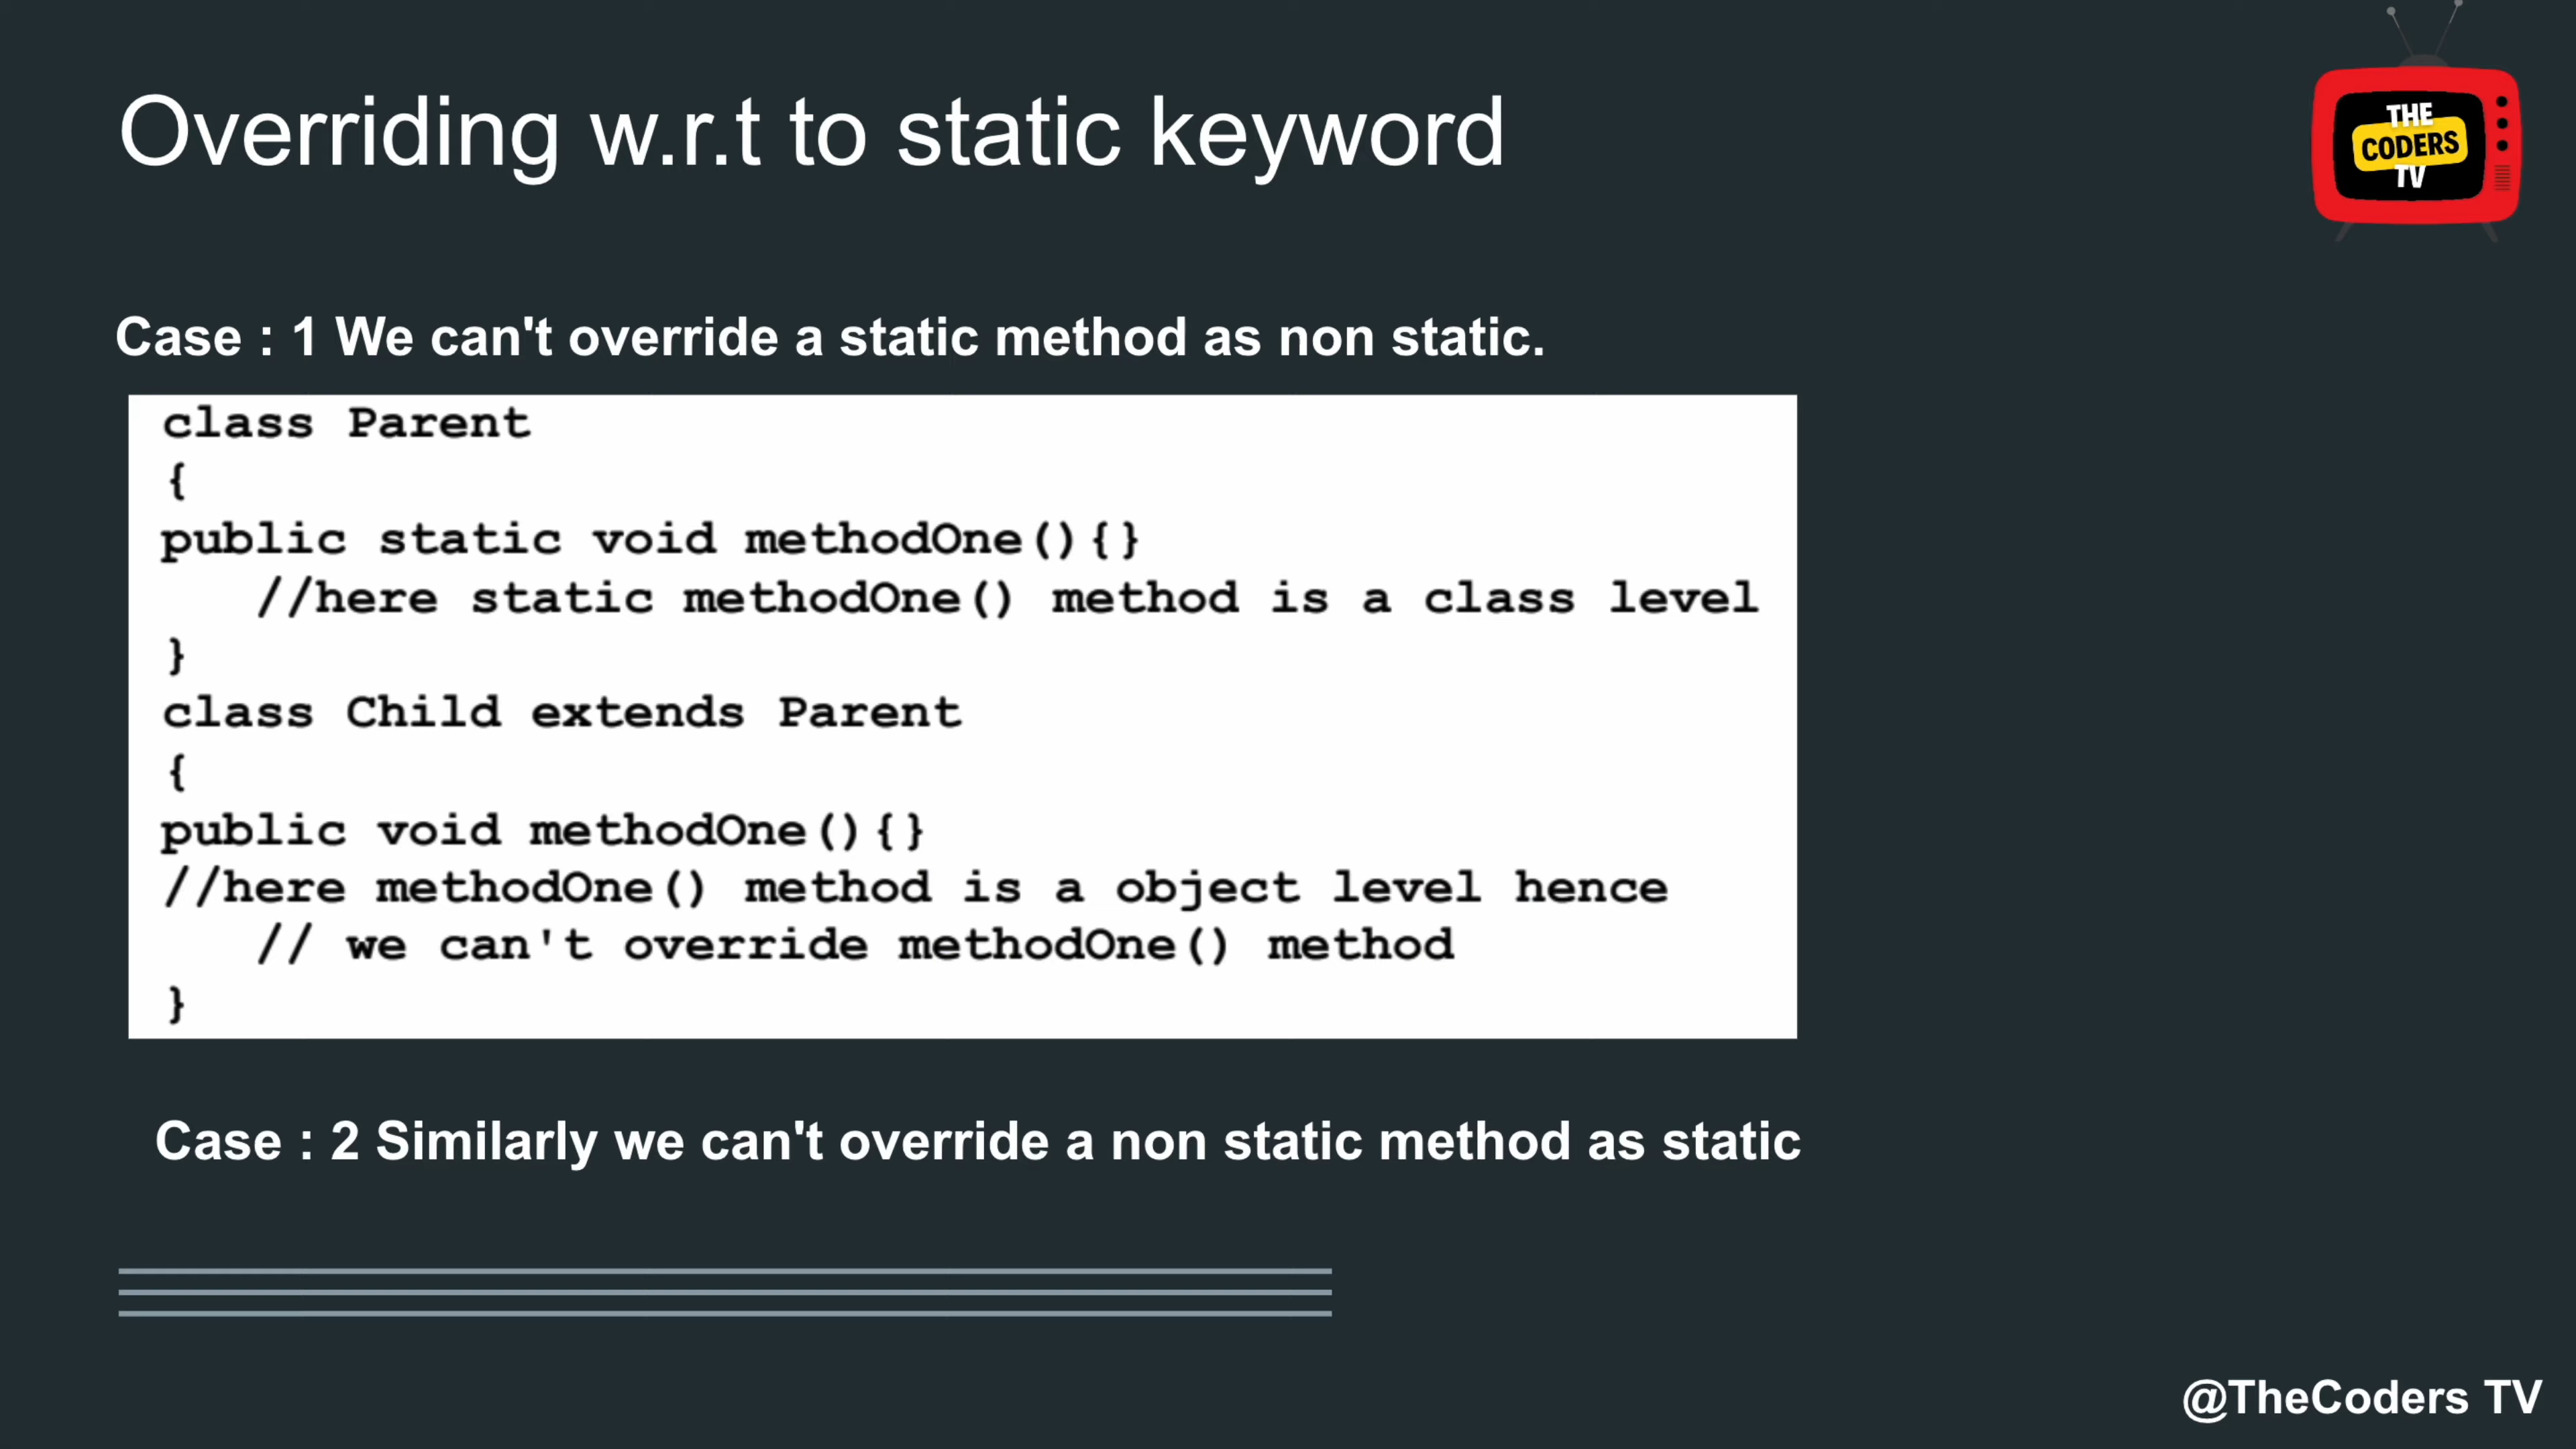 Overriding w.r.t to static keyword
THE
CODERS
TV
Case : 1 We can't override a static method as non static.
class Parent
{
public static void methodOne(){}
//here static methodOne() method is a class level
}
class Child extends Parent
{
public void methodOne(){}
//here methodOne() method is a object level hence
// we can't override methodOne() method
}
Case : 2 Similarly we can't override a non static method as static
@TheCoders TV